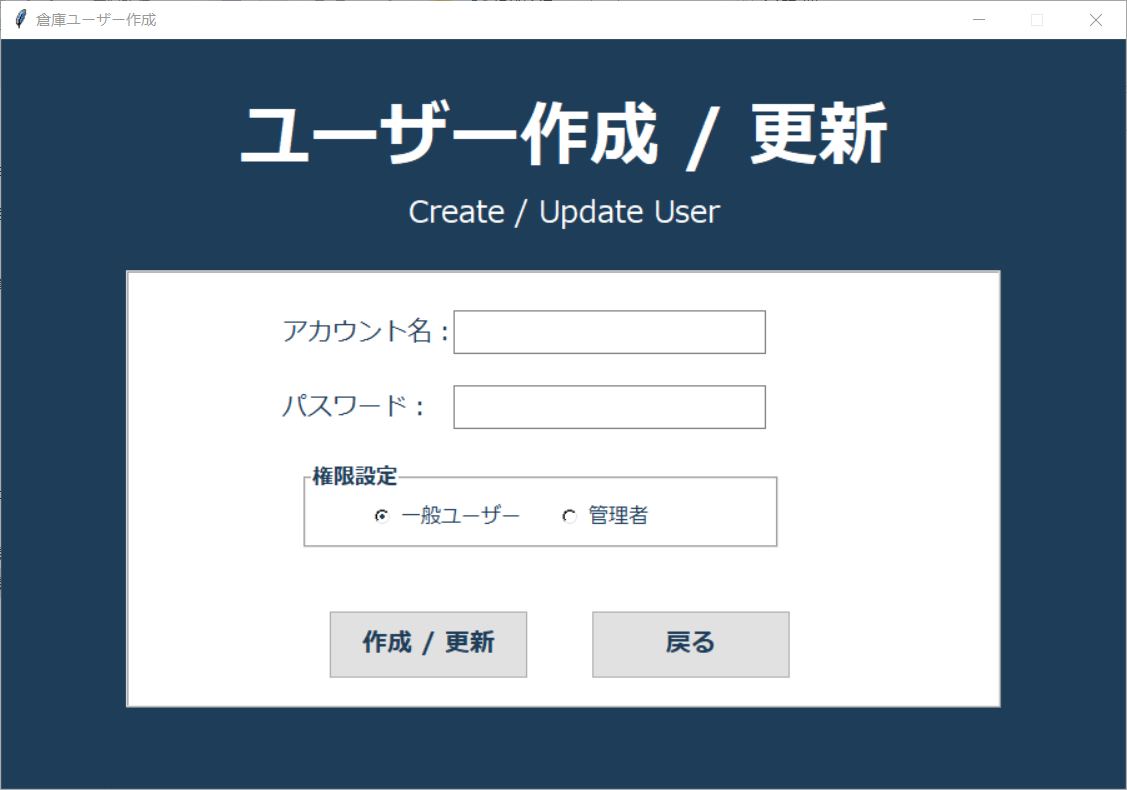 倉庫ユーザー作成
ユーザー作成 / 更新
Create / Update User
アカウント名 :
パスワード :
権限設定
一般ユーザー 管理者
作成 / 更新 戻る